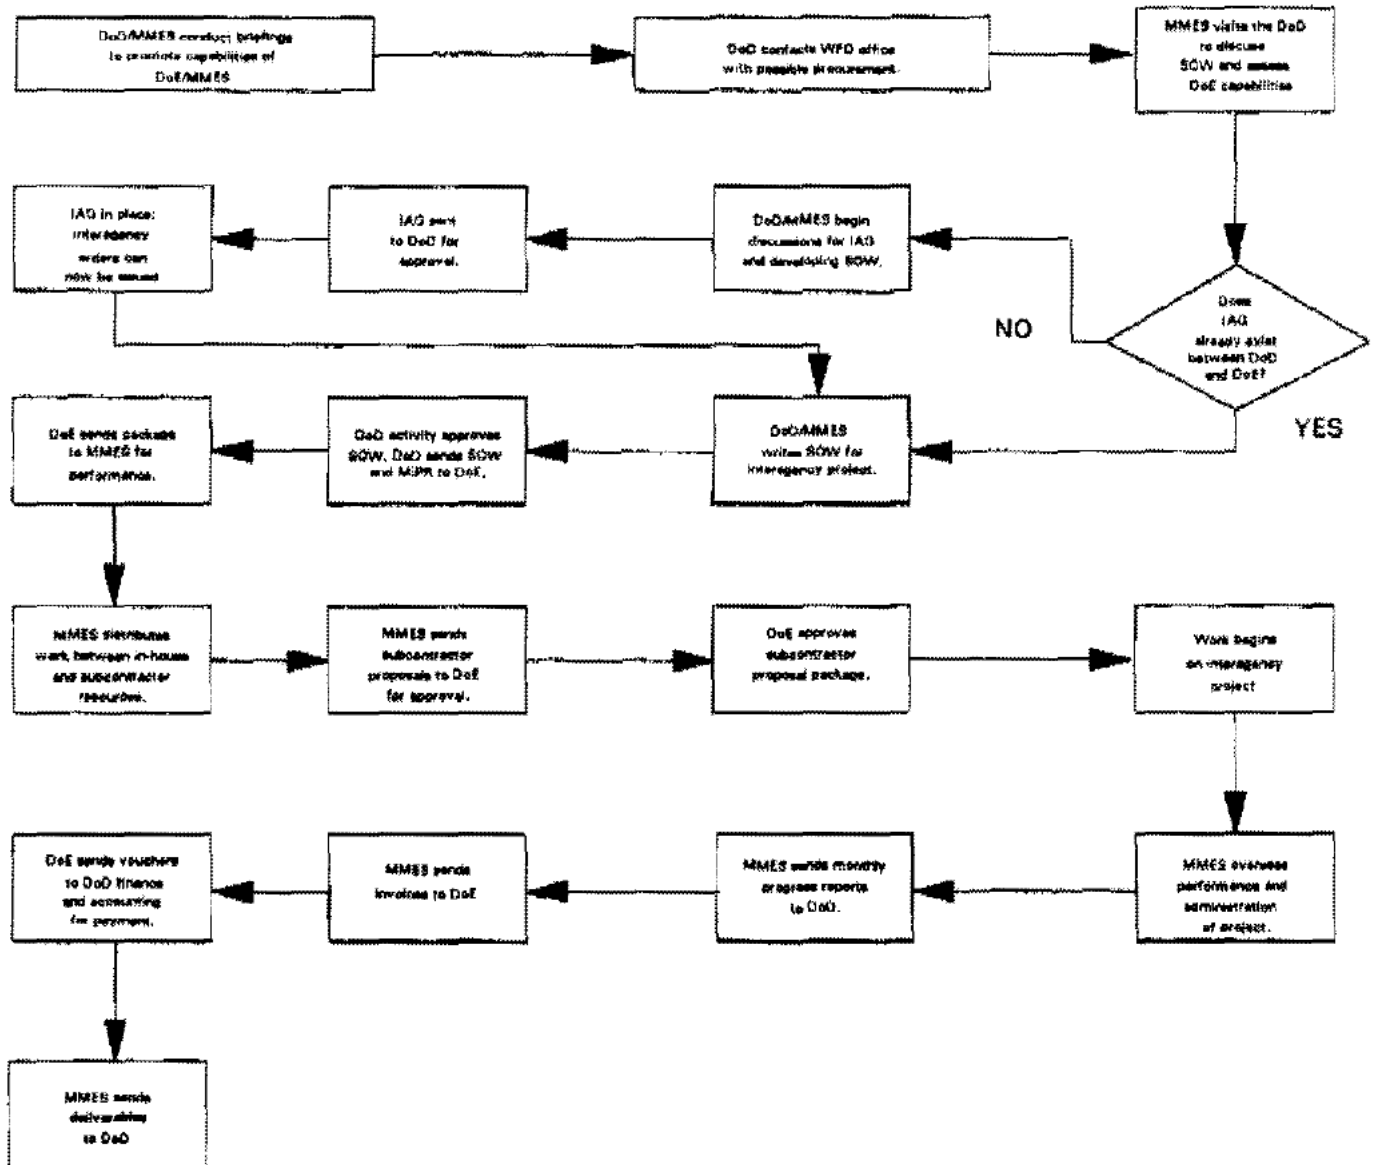 DoD/MMES conduct briefings
to promote capabilities of
DoE/MMES
DoD contacts WFO office
with possible procurement.
MMES visits the DoD
to discuss
SOW and assess
DoE capabilities
IAG in place;
interagency
orders can
now be issued
IAG sent
to DoD for
approval.
DoD/MMES begin
discussions for IAG
and developing SOW.
Does
IAG
already exist
between DoD
and DoE?
NO
YES
DoE sends package
to MMES for
performance.
DoD activity approves
SOW, DoD sends SOW
and MIPR to DoE.
DoD/MMES
writes SOW for
interagency project.
MMES distributes
work between in-house
and subcontractor
resources.
MMES sends
subcontractor
proposals to DoE
for approval.
DoE approves
subcontractor
proposal package.
Work begins
on interagency
project
DoE sends vouchers
to DoD finance
and accounting
for payment.
MMES sends
invoices to DoE
MMES sends monthly
progress reports
to DoD.
MMES oversees
performance and
administration
of project.
MMES sends
deliverables
to DoD